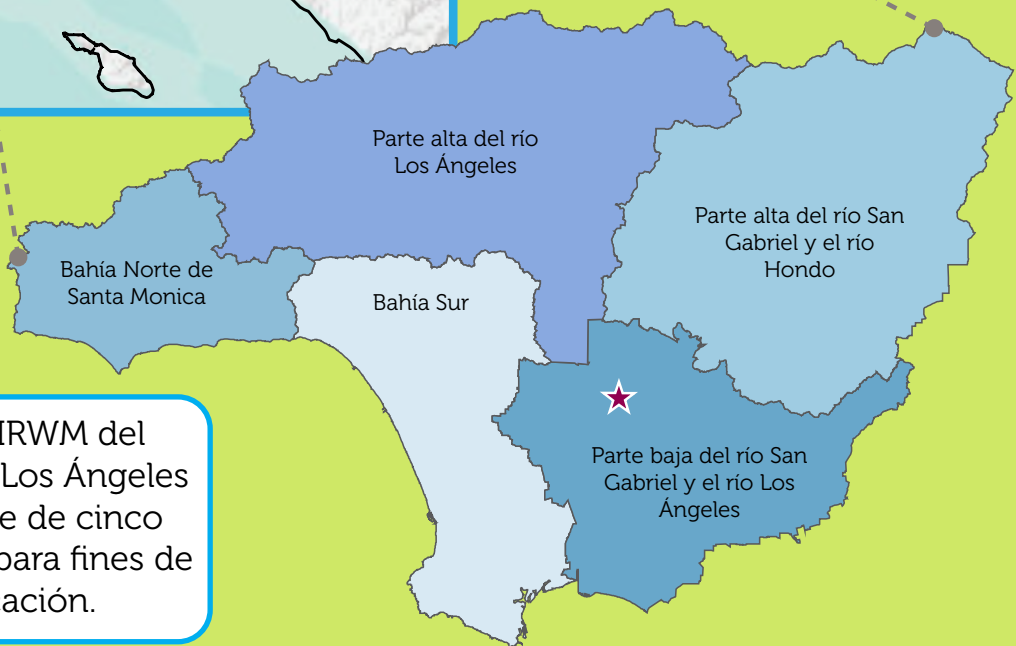 Parte alta del río
Los Ángeles
Parte alta del río San
Gabriel y el río
Hondo
Bahía Norte de
Santa Monica
Bahía Sur
Parte baja del río San
Gabriel y el río Los
Ángeles
IRWM del
Los Ángeles
e de cinco
para fines de
ación.